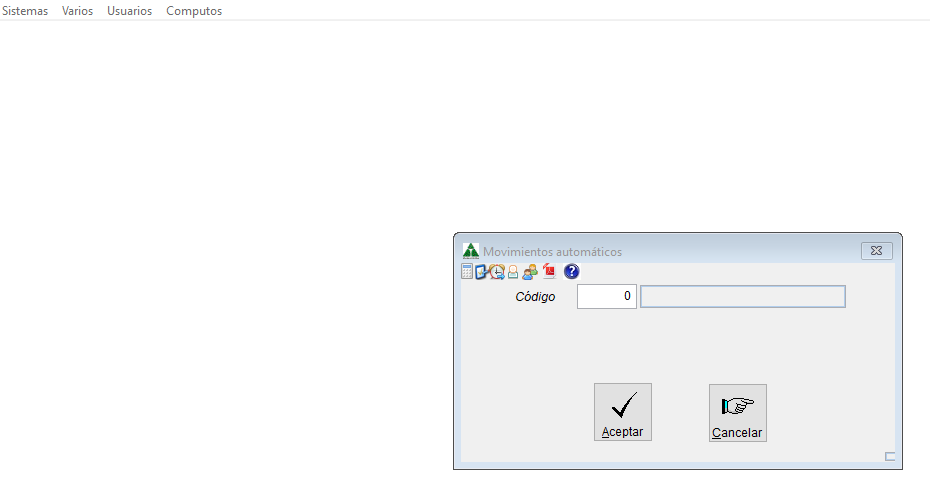 Sistemas Varios Usuarios Computos
Movimientos automáticos
Código 0
Aceptar Cancelar